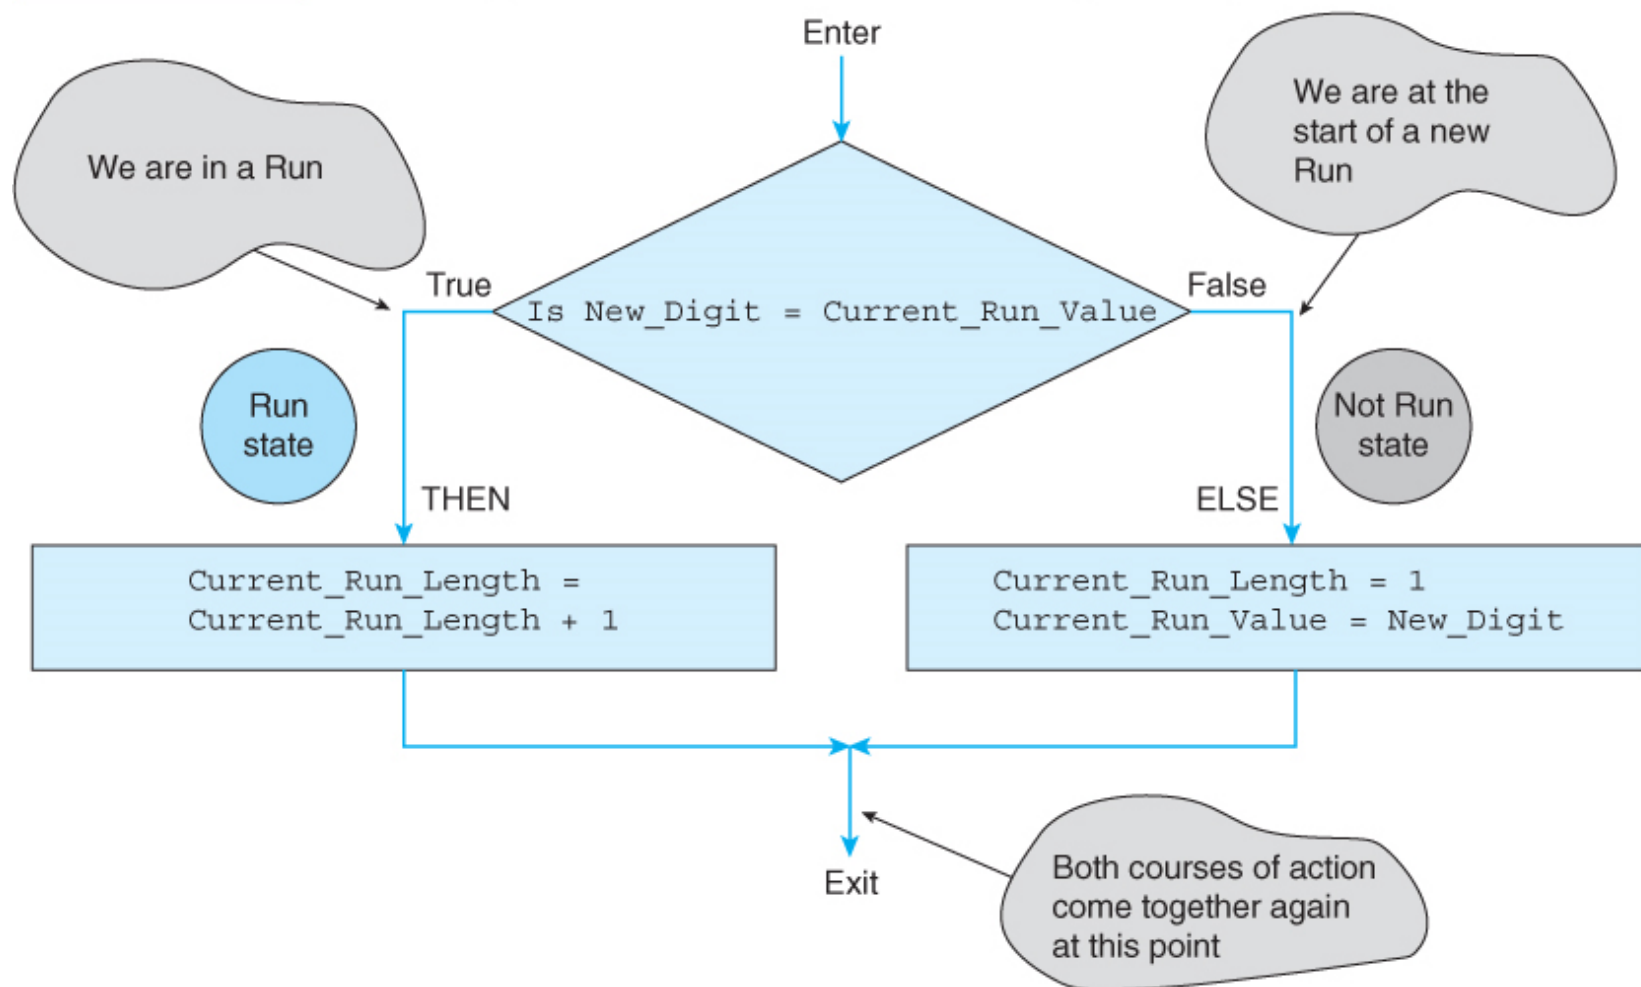 Enter
We are in a Run
We are at the
start of a new
Run
True
False
Is New_Digit = Current_Run_Value
Run
state
Not Run
state
THEN
ELSE
Current_Run_Length =
Current_Run_Length + 1
Current_Run_Length = 1
Current_Run_Value = New_Digit
Exit
Both courses of action
come together again
at this point